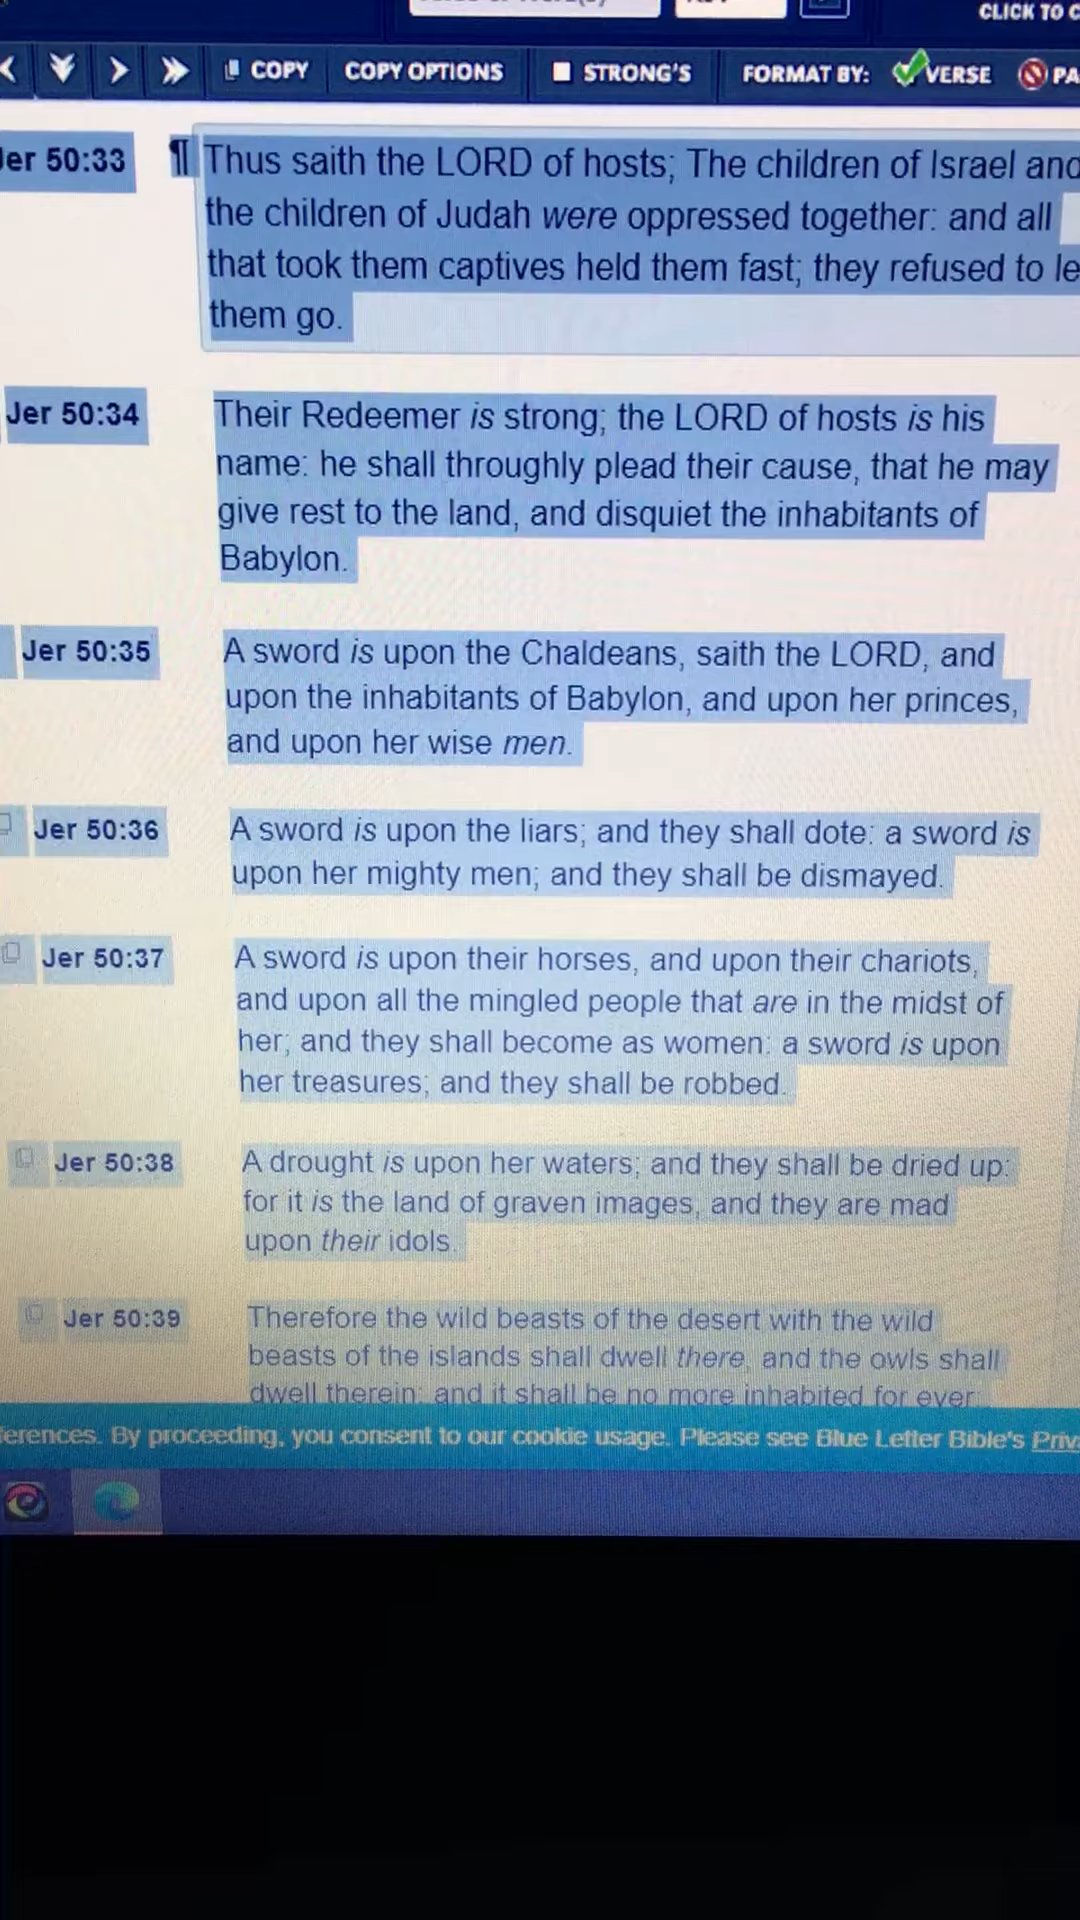 CLICK TO C
COPY COPY OPTIONS STRONG'S FORMAT BY: VERSE PA
Jer 50:33 ¶ Thus saith the LORD of hosts; The children of Israel and
the children of Judah were oppressed together: and all
that took them captives held them fast; they refused to le
them go.
Jer 50:34 Their Redeemer is strong; the LORD of hosts is his
name: he shall throughly plead their cause, that he may
give rest to the land, and disquiet the inhabitants of
Babylon.
Jer 50:35 A sword is upon the Chaldeans, saith the LORD, and
upon the inhabitants of Babylon, and upon her princes,
and upon her wise men.
Jer 50:36 A sword is upon the liars; and they shall dote: a sword is
upon her mighty men; and they shall be dismayed.
Jer 50:37 A sword is upon their horses, and upon their chariots,
and upon all the mingled people that are in the midst of
her; and they shall become as women: a sword is upon
her treasures; and they shall be robbed.
Jer 50:38 A drought is upon her waters; and they shall be dried up:
for it is the land of graven images, and they are mad
upon their idols.
Jer 50:39 Therefore the wild beasts of the desert with the wild
beasts of the islands shall dwell there, and the owls shall
dwell therein: and it shall be no more inhabited for ever;
ferences. By proceeding, you consent to our cookie usage. Please see Blue Letter Bible's Priv